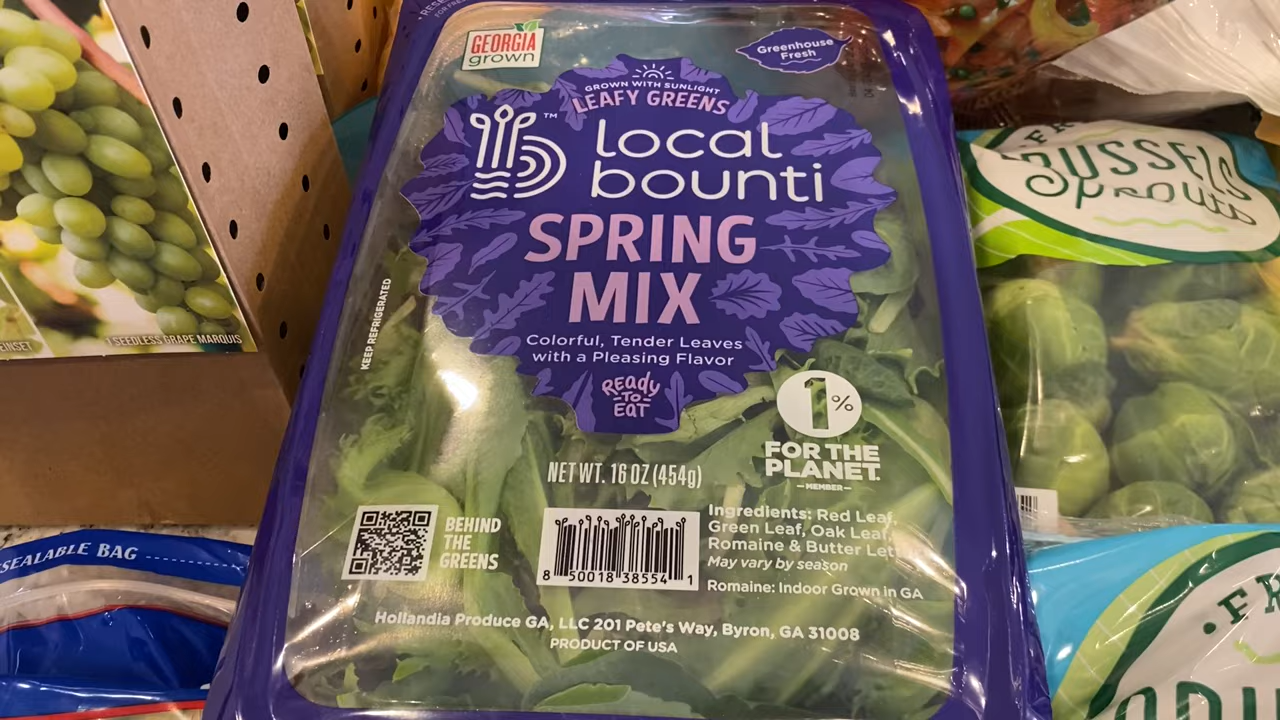 GEORGIA
grown
Greenhouse
Fresh
GROWN WITH SUNLIGHT
LEAFY GREENS
lb™
local
bounti
SPRING
MIX
Colorful, Tender Leaves
with a Pleasing Flavor
READY
TO
EAT
KEEP REFRIGERATED
1%
FOR THE
PLANET.
MEMBER
NET WT. 16 OZ (454g)
BEHIND
THE
GREENS
8 50018 38554 1
Ingredients: Red Leaf,
Green Leaf, Oak Leaf,
Romaine & Butter
May vary by season
Romaine: Indoor Grown in GA
Hollandia Produce GA, LLC 201 Pete's Way, Byron, GA 31008
PRODUCT OF USA
SEEDLESS GRAPE MARQUIS
SEALABLE BAG
BRUSSELS
Sprouts